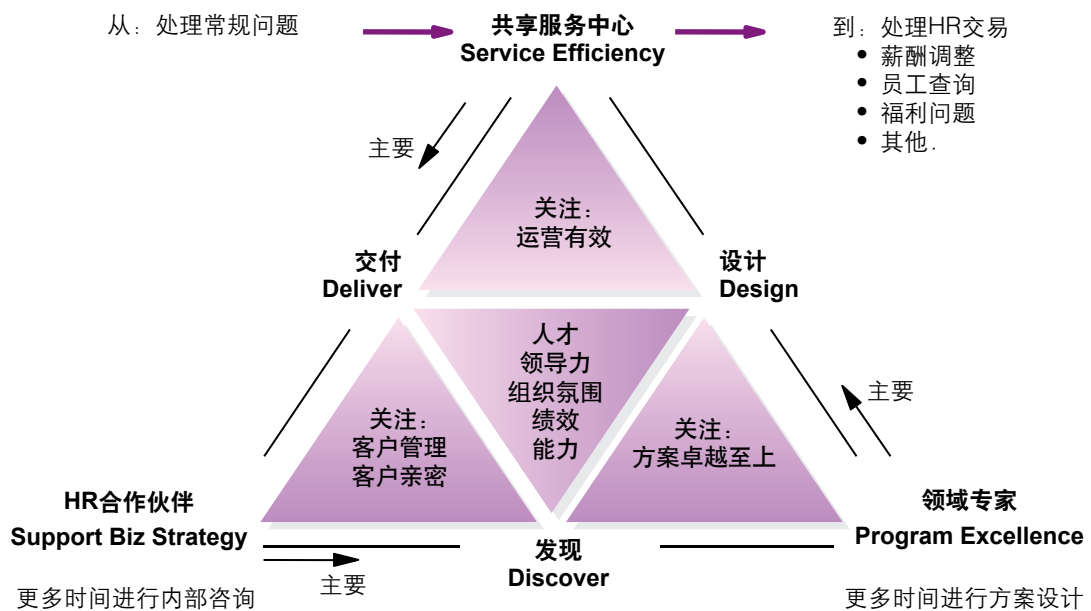 从：处理常规问题
共享服务中心
Service Efficiency
到：处理HR交易
• 薪酬调整
• 员工查询
• 福利问题
• 其他.
主要
关注：
运营有效
交付
Deliver
设计
Design
人才
领导力
组织氛围
绩效
能力
关注：
客户管理
客户亲密
关注：
方案卓越至上
主要
HR合作伙伴
Support Biz Strategy
领域专家
Program Excellence
发现
Discover
主要
更多时间进行内部咨询
更多时间进行方案设计